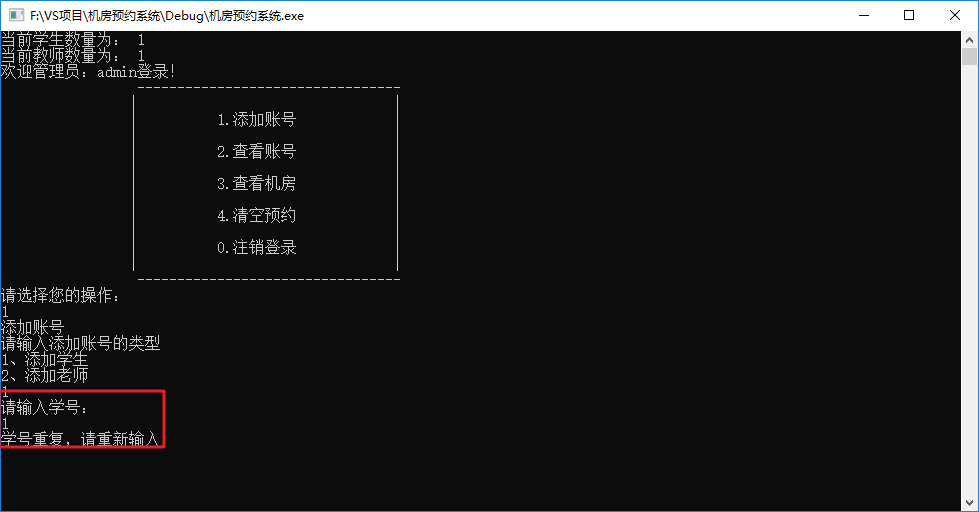 F:\VS项目\机房预约系统\Debug\机房预约系统.exe
当前学生数量为： 1
当前教师数量为： 1
欢迎管理员：admin登录！
---------------------------------
1.添加账号
2.查看账号
3.查看机房
4.清空预约
0.注销登录
---------------------------------
请选择您的操作：
1
添加账号
请输入添加账号的类型
1、添加学生
2、添加老师
1
请输入学号：
1
学号重复，请重新输入